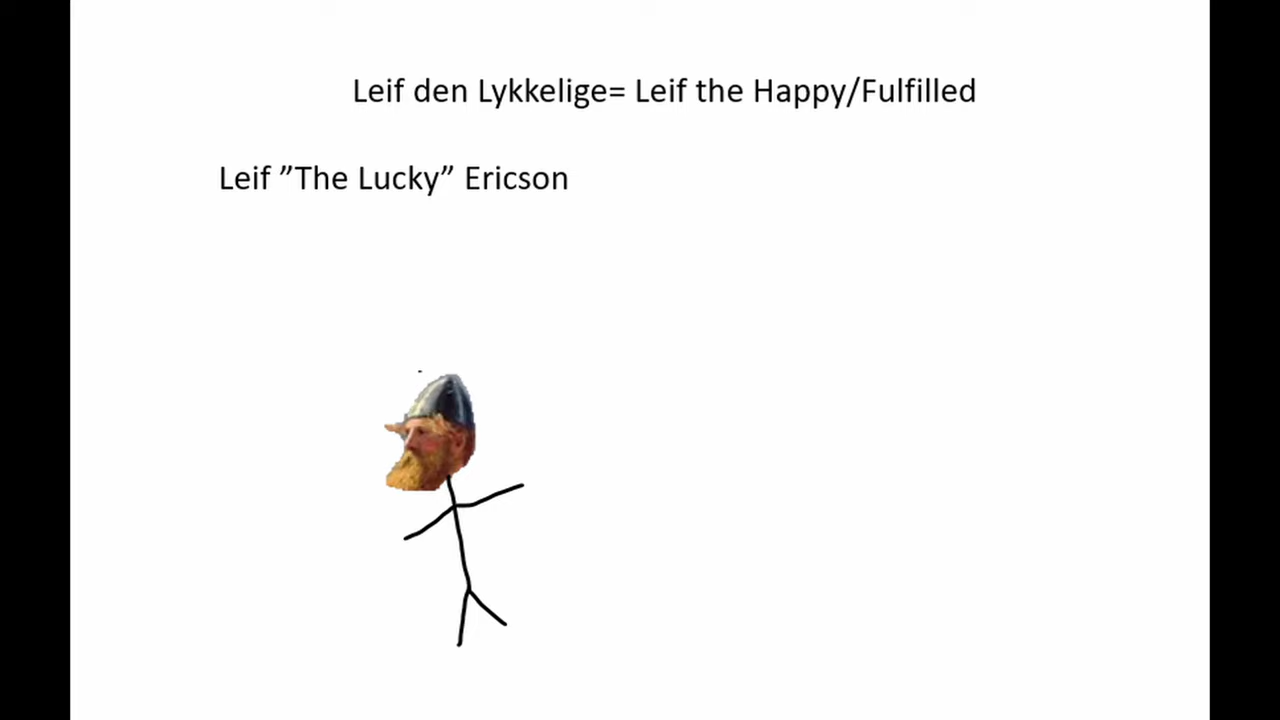 Leif den Lykkelige= Leif the Happy/Fulfilled
Leif ”The Lucky” Ericson